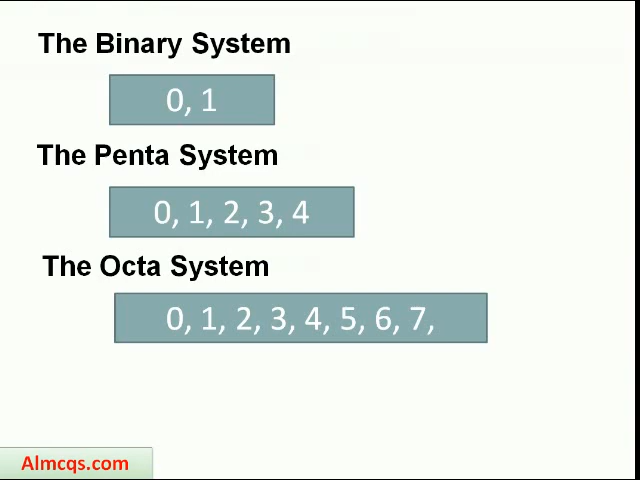 The Binary System
0, 1
The Penta System
0, 1, 2, 3, 4
The Octa System
0, 1, 2, 3, 4, 5, 6, 7,
Almcqs.com